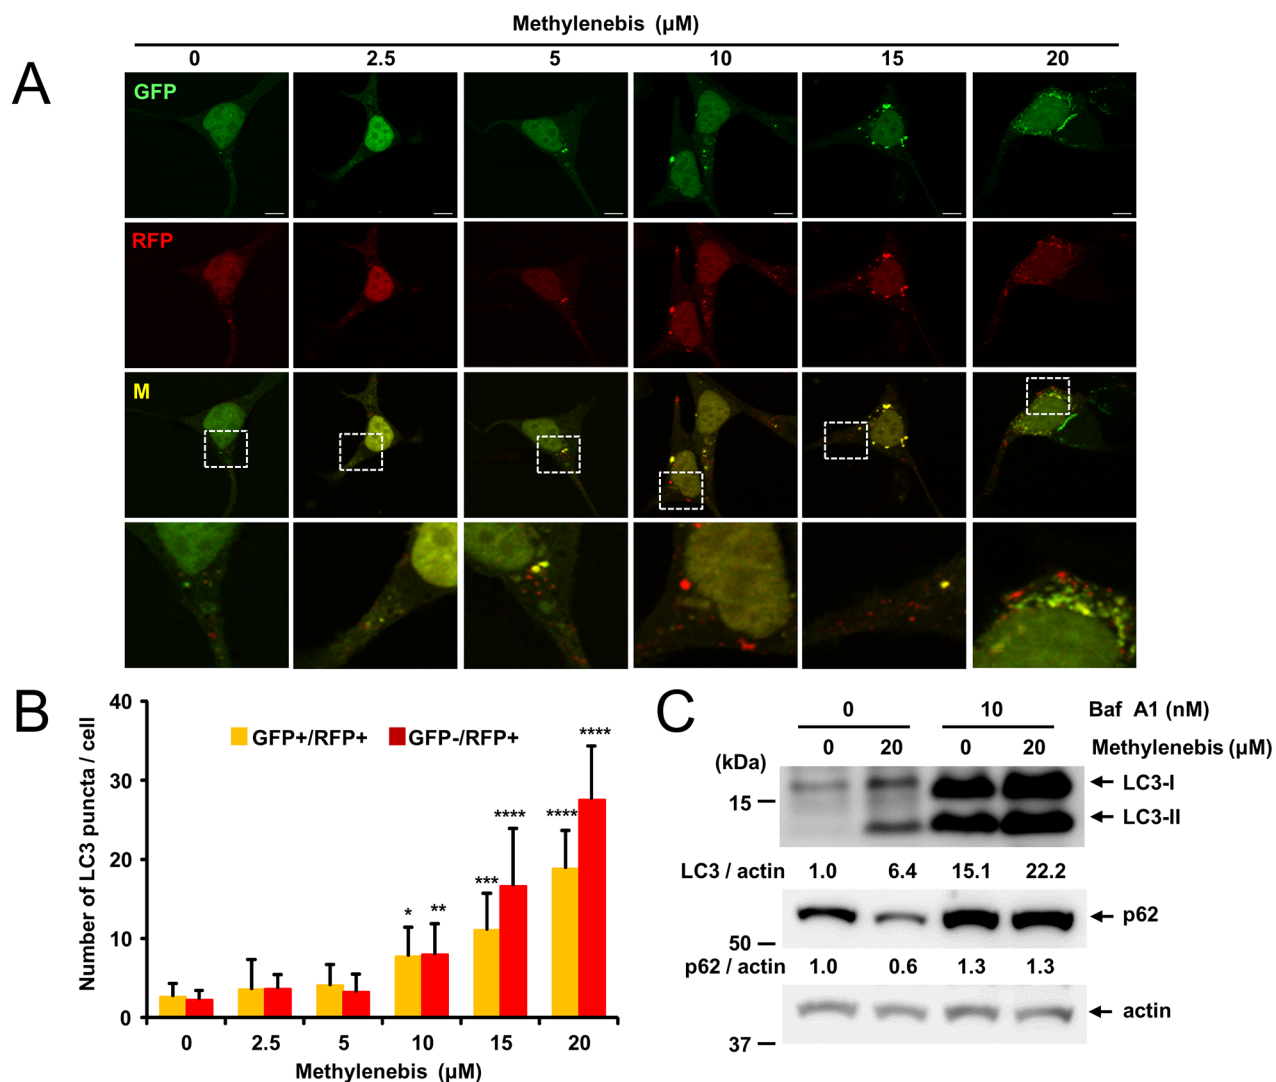 Methylenebis (µM)
0 2.5 5 10 15 20
A
GFP
RFP
M
B
40
30
20
10
0
Number of LC3 puncta / cell
GFP+/RFP+ GFP-/RFP+
* ** *** **** **** ****
0 2.5 5 10 15 20
Methylenebis (µM)
C
0 10 Baf A1 (nM)
0 20 0 20 Methylenebis (µM)
(kDa)
15
LC3-I
LC3-II
LC3 / actin 1.0 6.4 15.1 22.2
p62
50
p62 / actin 1.0 0.6 1.3 1.3
actin
37